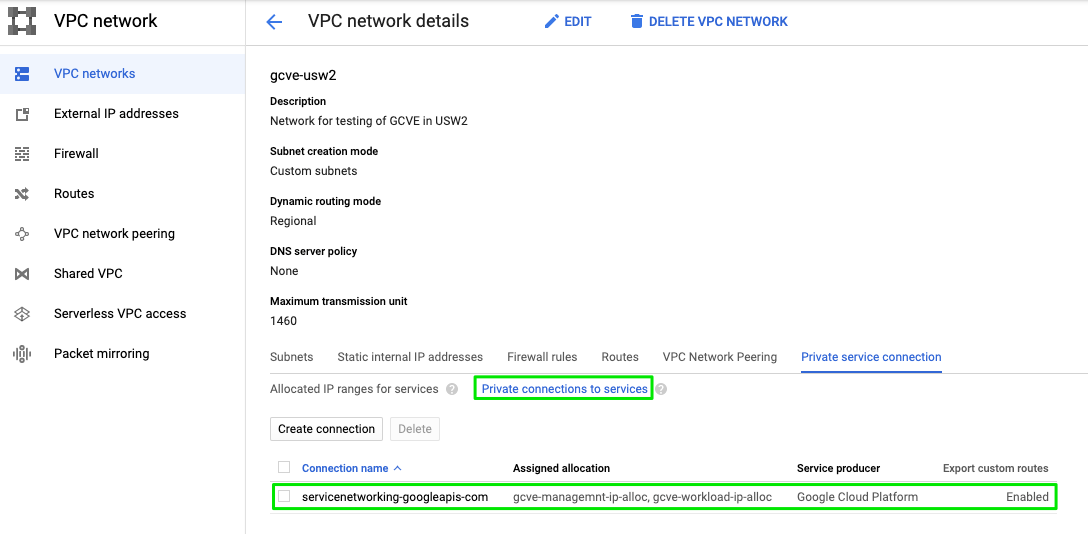 VPC network
VPC network details
EDIT
DELETE VPC NETWORK
VPC networks
External IP addresses
Firewall
Routes
VPC network peering
Shared VPC
Serverless VPC access
Packet mirroring
gcve-usw2
Description
Network for testing of GCVE in USW2
Subnet creation mode
Custom subnets
Dynamic routing mode
Regional
DNS server policy
None
Maximum transmission unit
1460
Subnets Static internal IP addresses Firewall rules Routes VPC Network Peering Private service connection
Allocated IP ranges for services ? Private connections to services ?
Create connection Delete
Connection name Assigned allocation Service producer Export custom routes
servicenetworking-googleapis-com gcve-managemnt-ip-alloc, gcve-workload-ip-alloc Google Cloud Platform Enabled